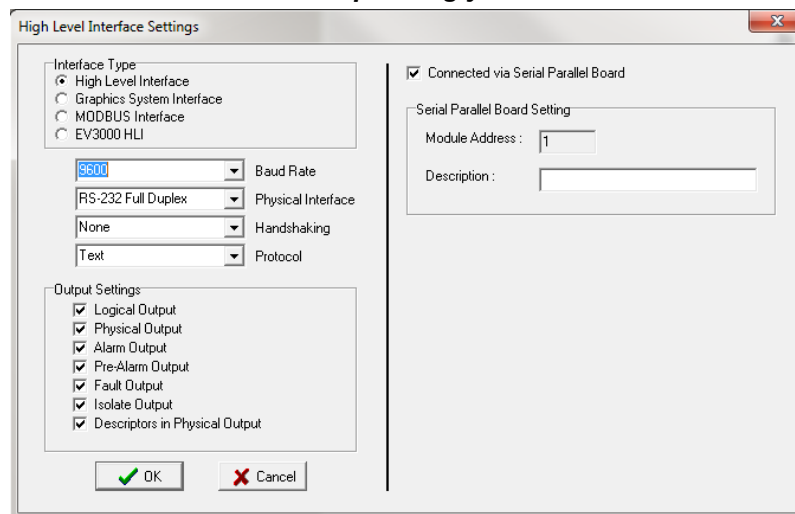 High Level Interface Settings
Interface Type
High Level Interface
Graphics System Interface
MODBUS Interface
EV3000 HLI
9600 Baud Rate
RS-232 Full Duplex Physical Interface
None Handshaking
Text Protocol
Output Settings
Logical Output
Physical Output
Alarm Output
Pre-Alarm Output
Fault Output
Isolate Output
Descriptors in Physical Output
OK Cancel
Connected via Serial Parallel Board
Serial Parallel Board Setting
Module Address : 1
Description :